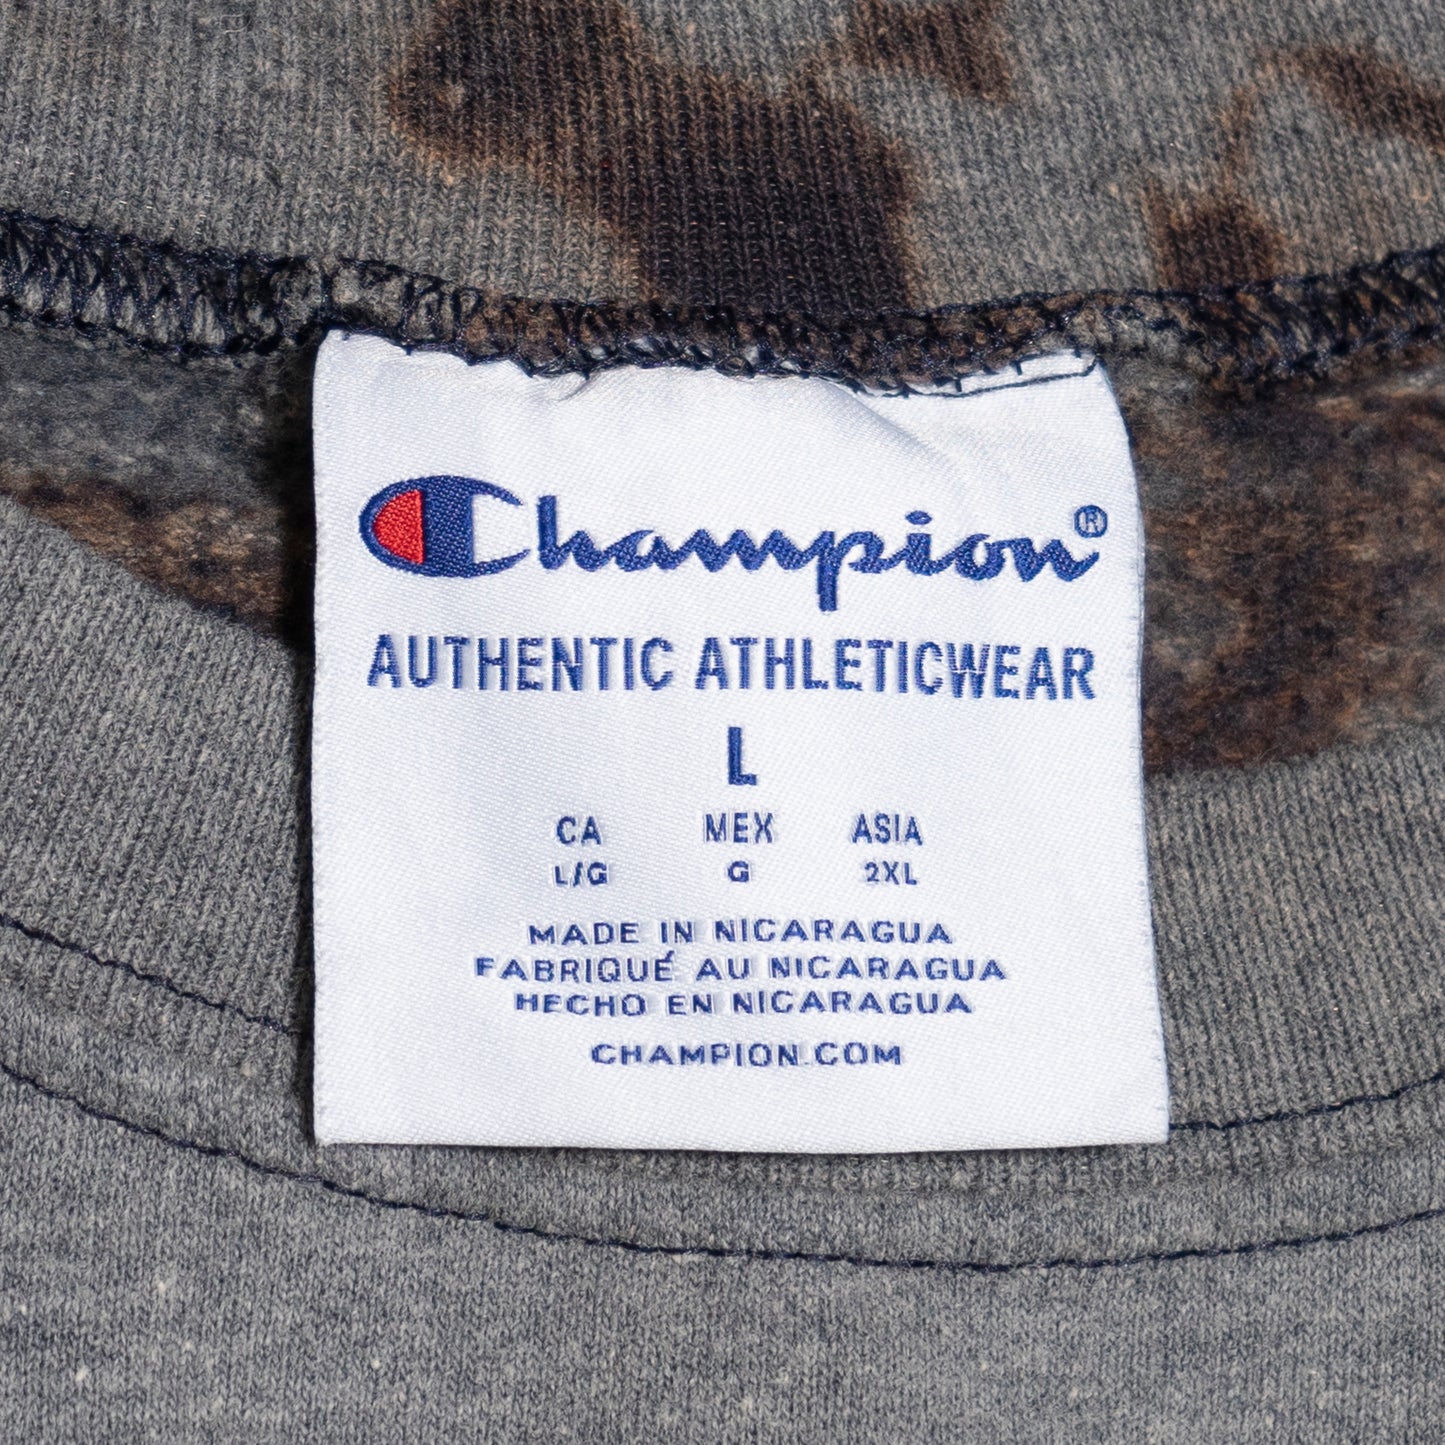 Champion®
AUTHENTIC ATHLETICWEAR
L
CA MEX ASIA
L/G G 2XL
MADE IN NICARAGUA
FABRIQUÉ AU NICARAGUA
HECHO EN NICARAGUA
CHAMPION.COM